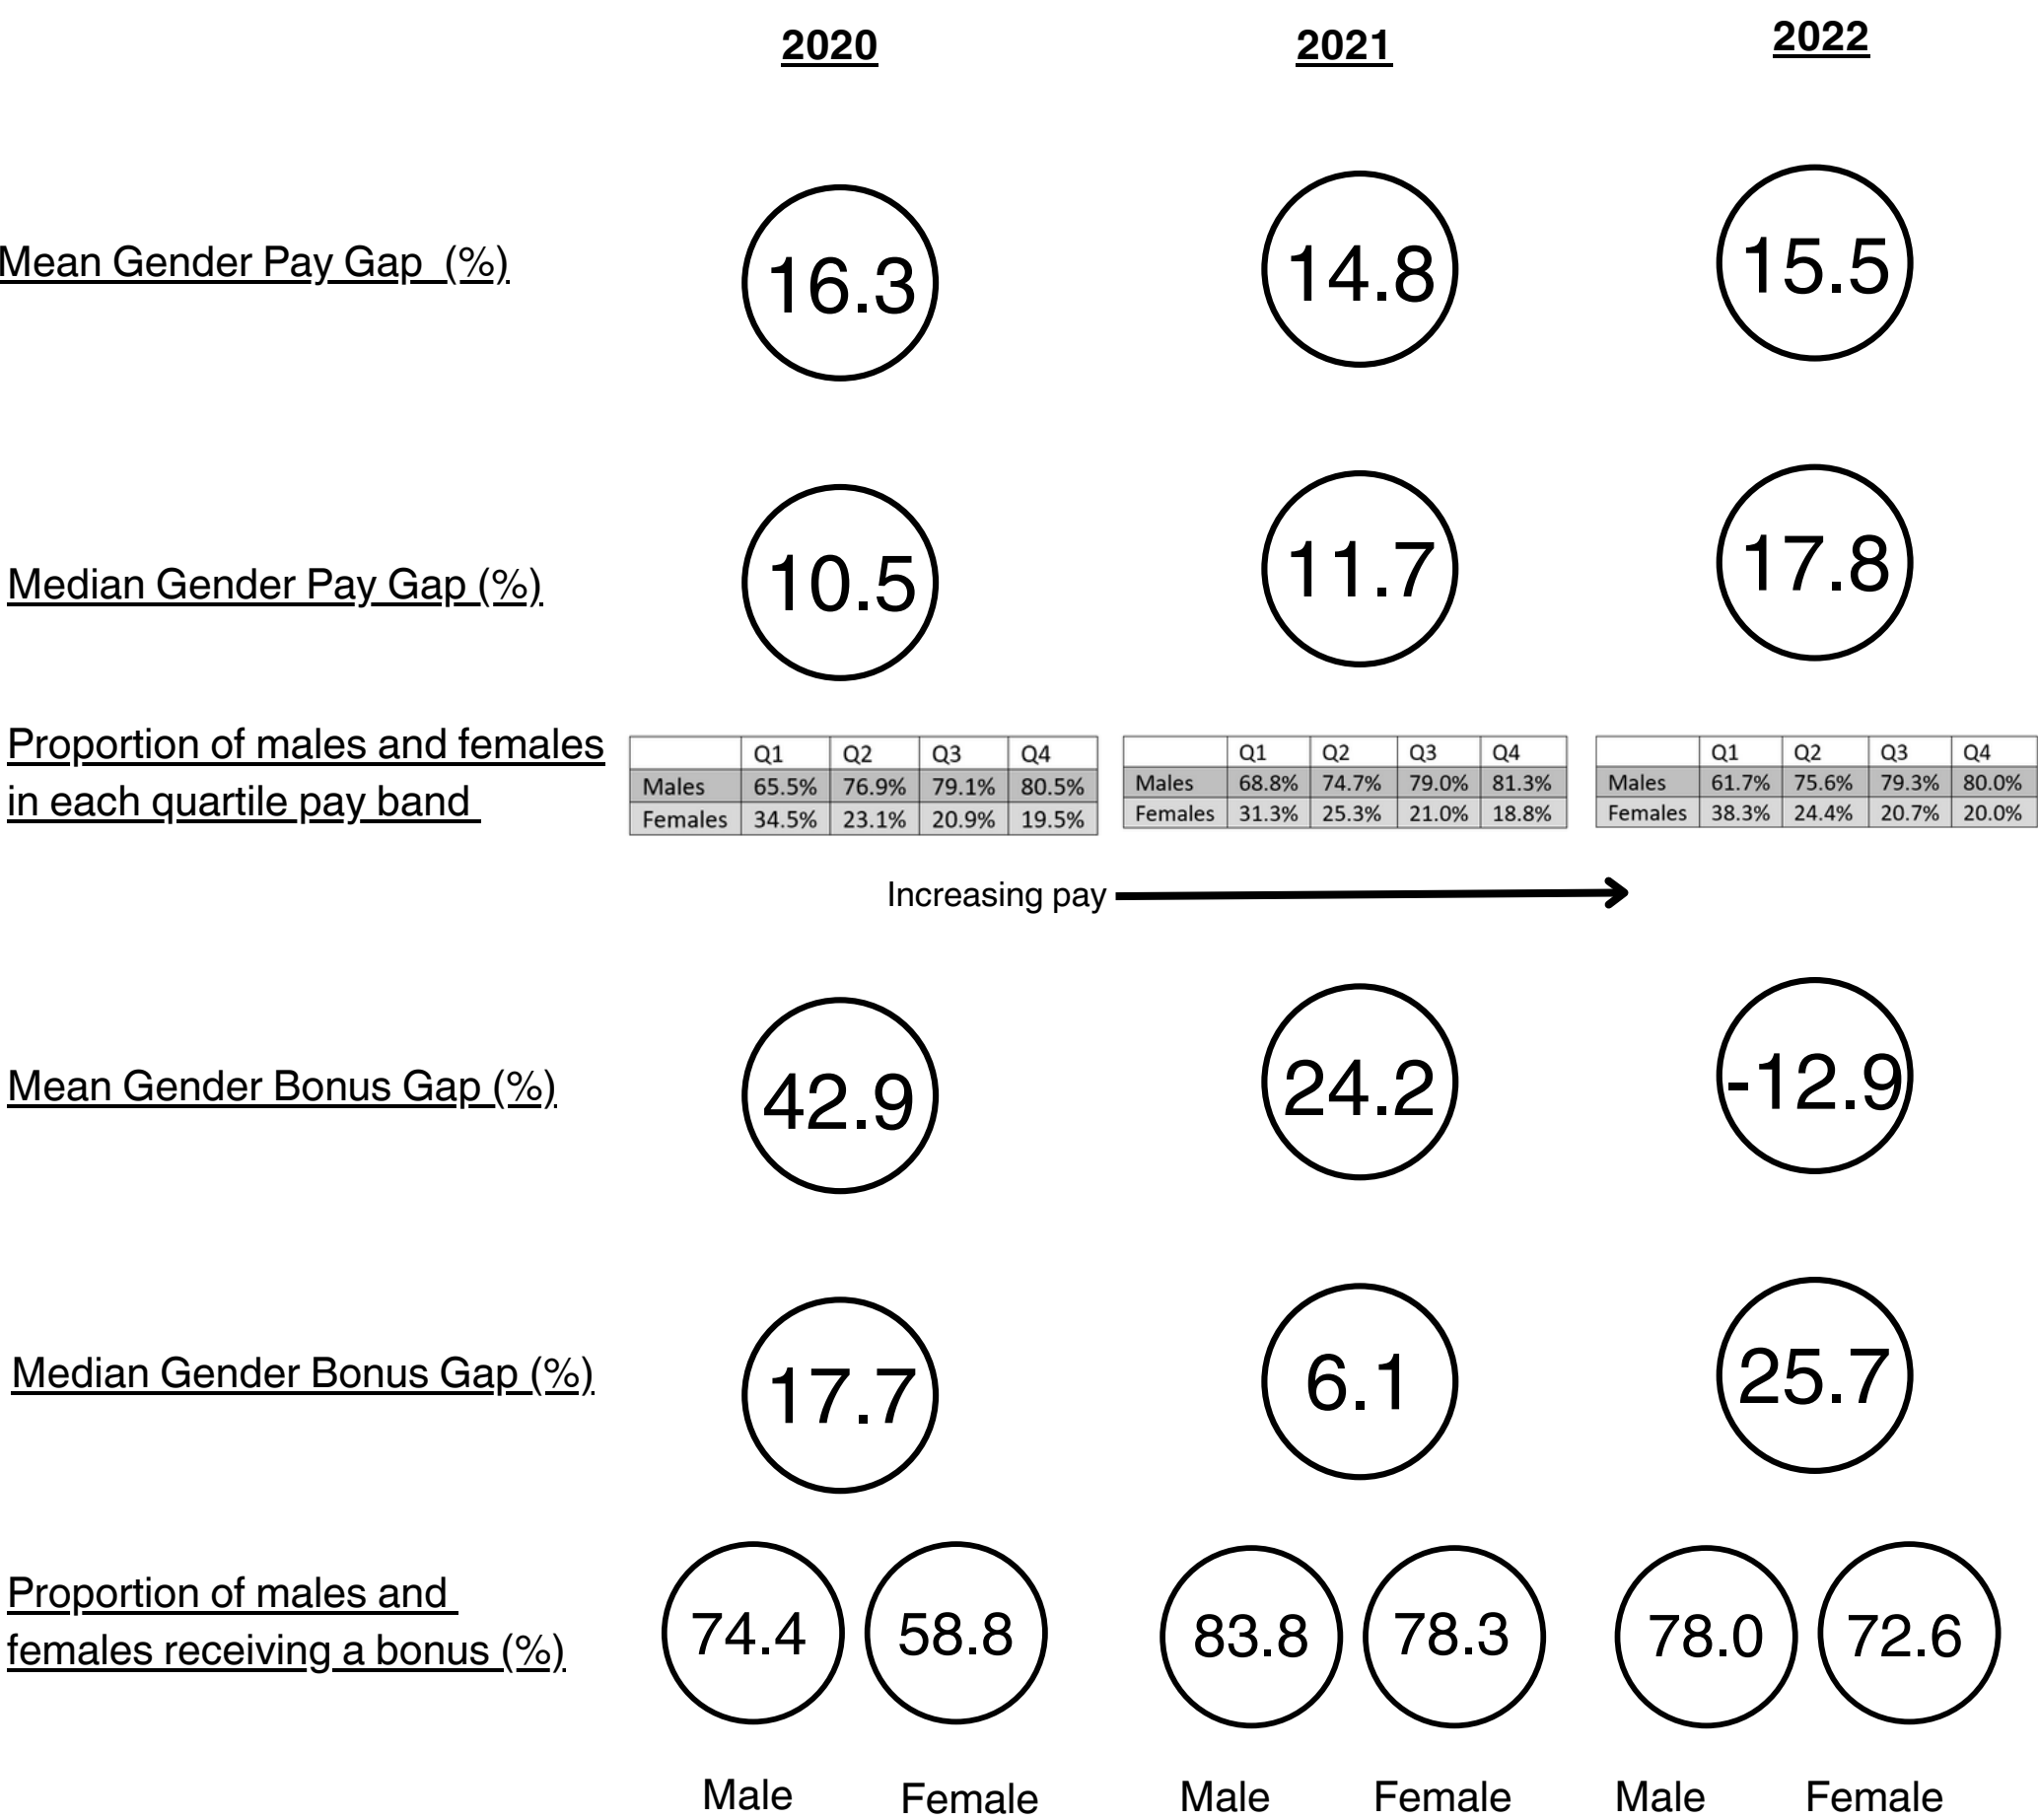 2020 2021 2022
Mean Gender Pay Gap (%) 16.3 14.8 15.5
Median Gender Pay Gap (%) 10.5 11.7 17.8
Proportion of males and females
in each quartile pay band
Q1 Q2 Q3 Q4
Males 65.5% 76.9% 79.1% 80.5%
Females 34.5% 23.1% 20.9% 19.5%
Q1 Q2 Q3 Q4
Males 68.8% 74.7% 79.0% 81.3%
Females 31.3% 25.3% 21.0% 18.8%
Q1 Q2 Q3 Q4
Males 61.7% 75.6% 79.3% 80.0%
Females 38.3% 24.4% 20.7% 20.0%
Increasing pay
Mean Gender Bonus Gap (%) 42.9 24.2 -12.9
Median Gender Bonus Gap (%) 17.7 6.1 25.7
Proportion of males and
females receiving a bonus (%)
74.4 58.8 83.8 78.3 78.0 72.6
Male Female Male Female Male Female